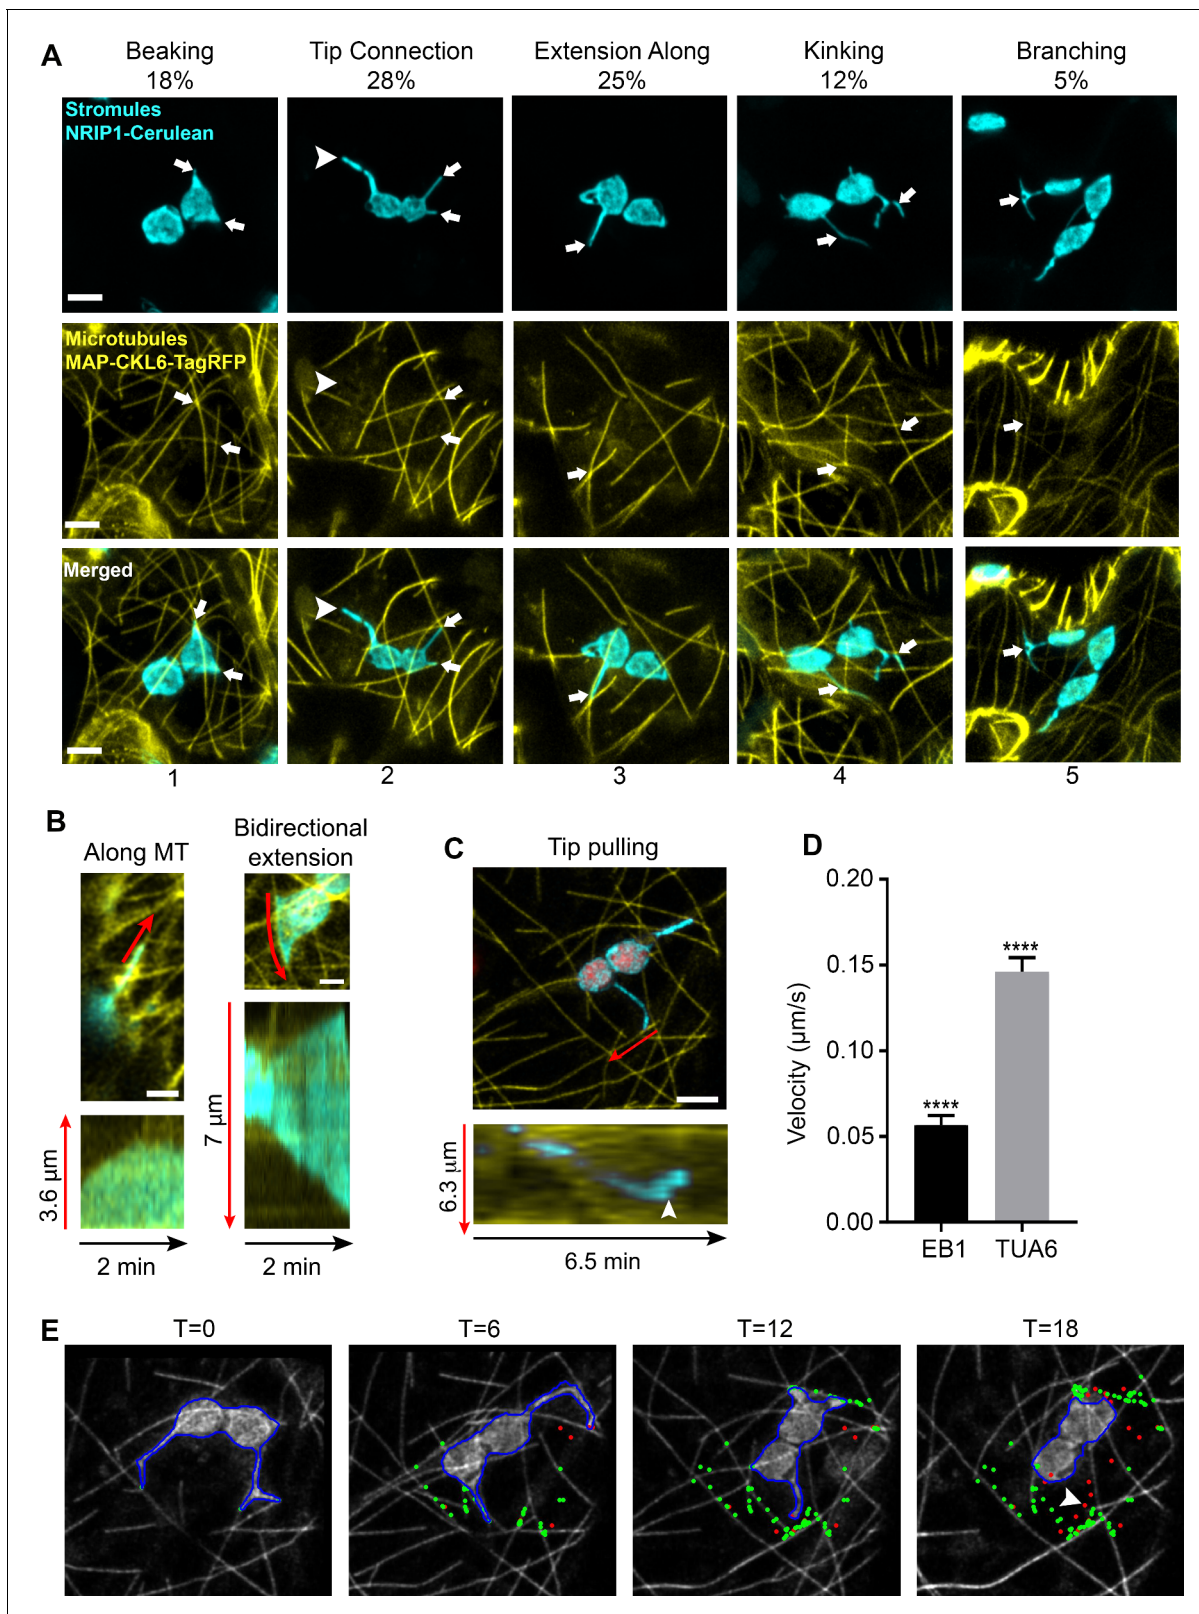 A
Beaking
18%
Tip Connection
28%
Extension Along
25%
Kinking
12%
Branching
5%
Stromules
NRIP1-Cerulean
Microtubules
MAP-CKL6-TagRFP
Merged
1
2
3
4
5
B
Along MT
Bidirectional
extension
3.6 µm
7 µm
2 min
2 min
C
Tip pulling
6.3 µm
6.5 min
D
Velocity (µm/s)
0.20
0.15
0.10
0.05
0.00
****
****
EB1
TUA6
E
T=0
T=6
T=12
T=18